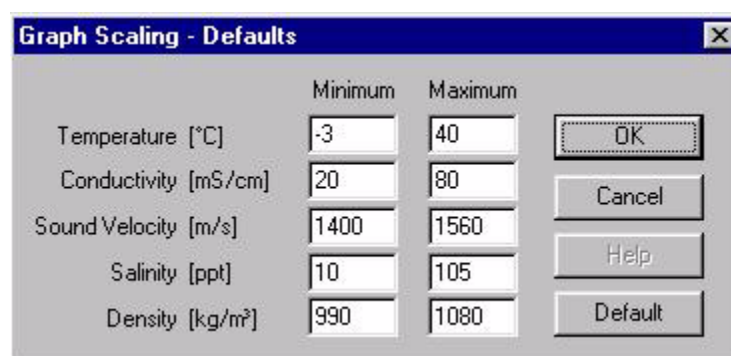 Graph Scaling - Defaults
Minimum Maximum
Temperature [°C] -3 40 OK
Conductivity [mS/cm] 20 80 Cancel
Sound Velocity [m/s] 1400 1560
Salinity [ppt] 10 105 Help
Density [kg/m³] 990 1080 Default